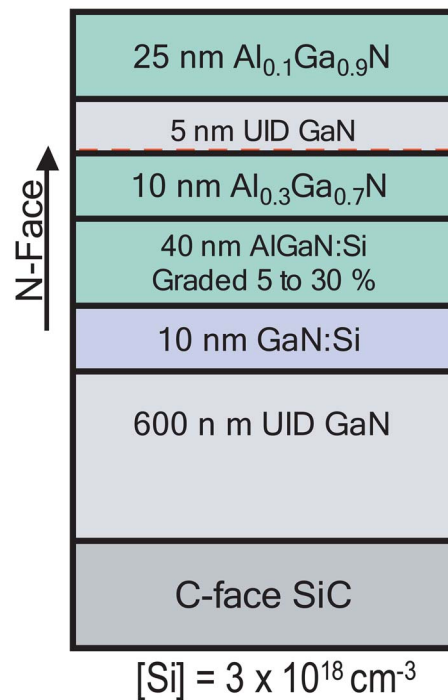 25 nm Al₀.₁Ga₀.₉N
5 nm UID GaN
10 nm Al₀.₃Ga₀.₇N
40 nm AlGaN:Si
Graded 5 to 30 %
10 nm GaN:Si
600 n m UID GaN
C-face SiC
N-Face
[Si] = 3 x 10¹⁸ cm⁻³